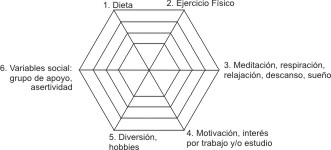 1. Dieta
2. Ejercicio Físico
3. Meditación, respiración,
relajación, descanso, sueño
4. Motivación, interés
por trabajo y/o estudio
5. Diversión,
hobbies
6. Variables social:
grupo de apoyo,
asertividad